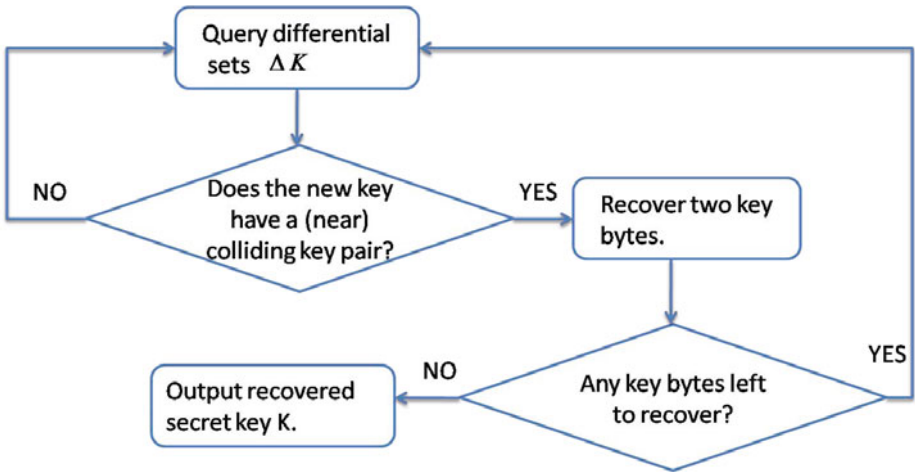 Query differential
sets ΔK
NO
Does the new key
have a (near)
colliding key pair?
YES
Recover two key
bytes.
Output recovered
secret key K.
NO
Any key bytes left
to recover?
YES